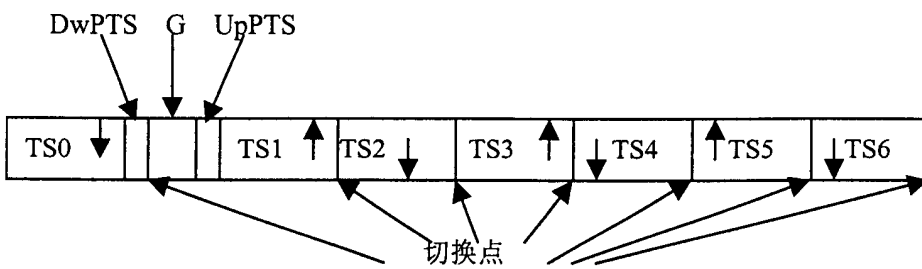 DwPTS G UpPTS
TS0 TS1 TS2 TS3 TS4 TS5 TS6
切换点